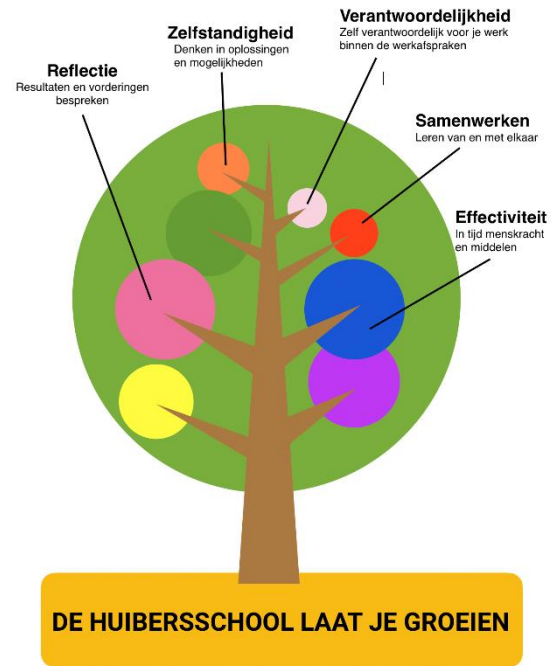 Verantwoordelijkheid
Zelf verantwoordelijk voor je werk
binnen de werkafspraken
Zelfstandigheid
Denken in oplossingen
en mogelijkheden
Reflectie
Resultaten en vorderingen
bespreken
Samenwerken
Leren van en met elkaar
Effectiviteit
In tijd menskracht
en middelen
DE HUIBERSSCHOOL LAAT JE GROEIEN